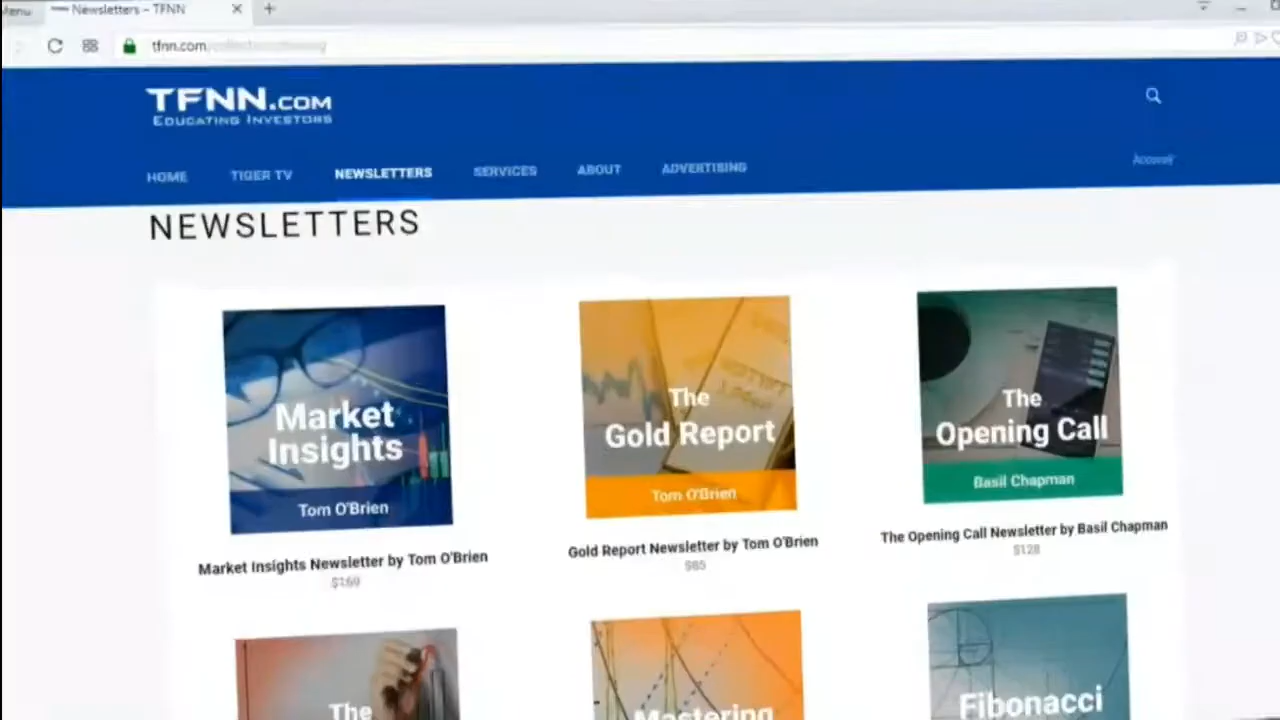 Menu
Newsletters – TFNN
tfnn.com
TFNN.COM
EDUCATING INVESTORS
HOME TIGER TV NEWSLETTERS SERVICES ABOUT ADVERTISING
Account
NEWSLETTERS
Market
Insights
Tom O'Brien
Market Insights Newsletter by Tom O'Brien
$169
The
Gold Report
Tom O'Brien
Gold Report Newsletter by Tom O'Brien
The
Opening Call
Basil Chapman
The Opening Call Newsletter by Basil Chapman
$128
The
Mastering
Fibonacci